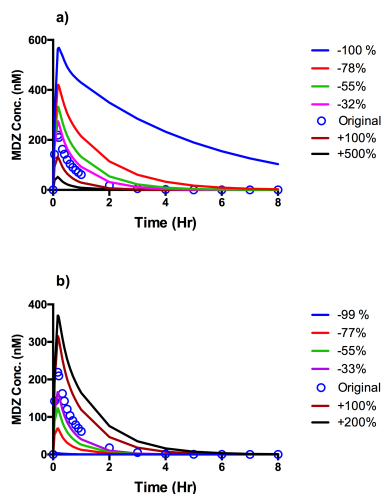 a)
MDZ Conc. (nM)
600
400
200
0
0 2 4 6 8
Time (Hr)
-100 %
-78%
-55%
-32%
Original
+100%
+500%
b)
MDZ Conc. (nM)
400
300
200
100
0
0 2 4 6 8
Time (Hr)
-99 %
-77%
-55%
-33%
Original
+100%
+200%